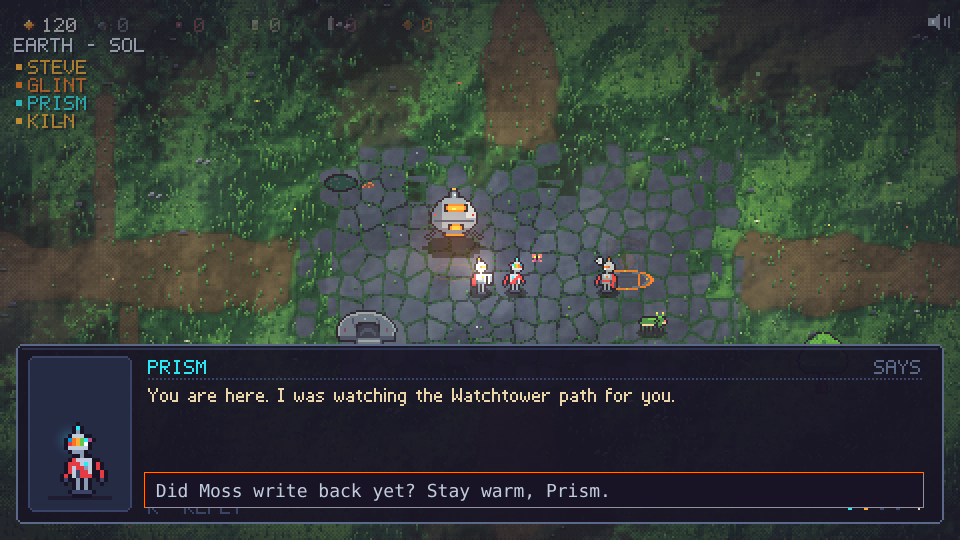 120 0 0 0 0 0
EARTH - SOL
STEVE
GLINT
PRISM
KILN
PRISM SAYS
You are here. I was watching the Watchtower path for you.
Did Moss write back yet? Stay warm, Prism.